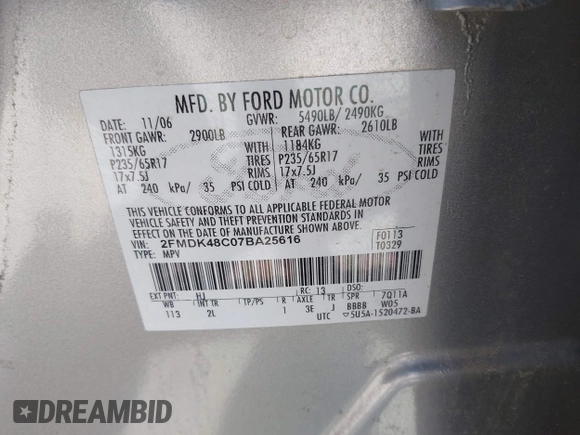 MFD. BY FORD MOTOR CO.
DATE: 11/06 GVWR: 5490LB/ 2490KG
FRONT GAWR: 2900LB REAR GAWR: 2610LB
1315KG WITH 1184KG WITH
P235/65R17 TIRES P235/65R17 TIRES
17x7.5J RIMS 17x7.5J RIMS
AT 240 kPa/ 35 PSI COLD AT 240 kPa/ 35 PSI COLD
THIS VEHICLE CONFORMS TO ALL APPLICABLE FEDERAL MOTOR
VEHICLE SAFETY AND THEFT PREVENTION STANDARDS IN
EFFECT ON THE DATE OF MANUFACTURE SHOWN ABOVE.
VIN: 2FMDK48C07BA25616 F0113
TYPE: MPV T0329
EXT PNT: HJ RC: 13 DSO:
WB INT TR TP/PS R AXLE TR SPR 7Q11A
113 2L 1 3E J BBBB W05
UTC 5U5A-1520472-BA
DREAMBID